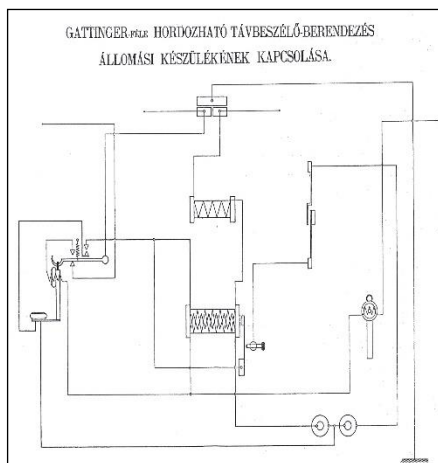 GATTINGER-FÉLE HORDOZHATÓ TÁVBESZÉLŐ-BERENDEZÉS
ÁLLOMÁSI KÉSZÜLÉKÉNEK KAPCSOLÁSA.